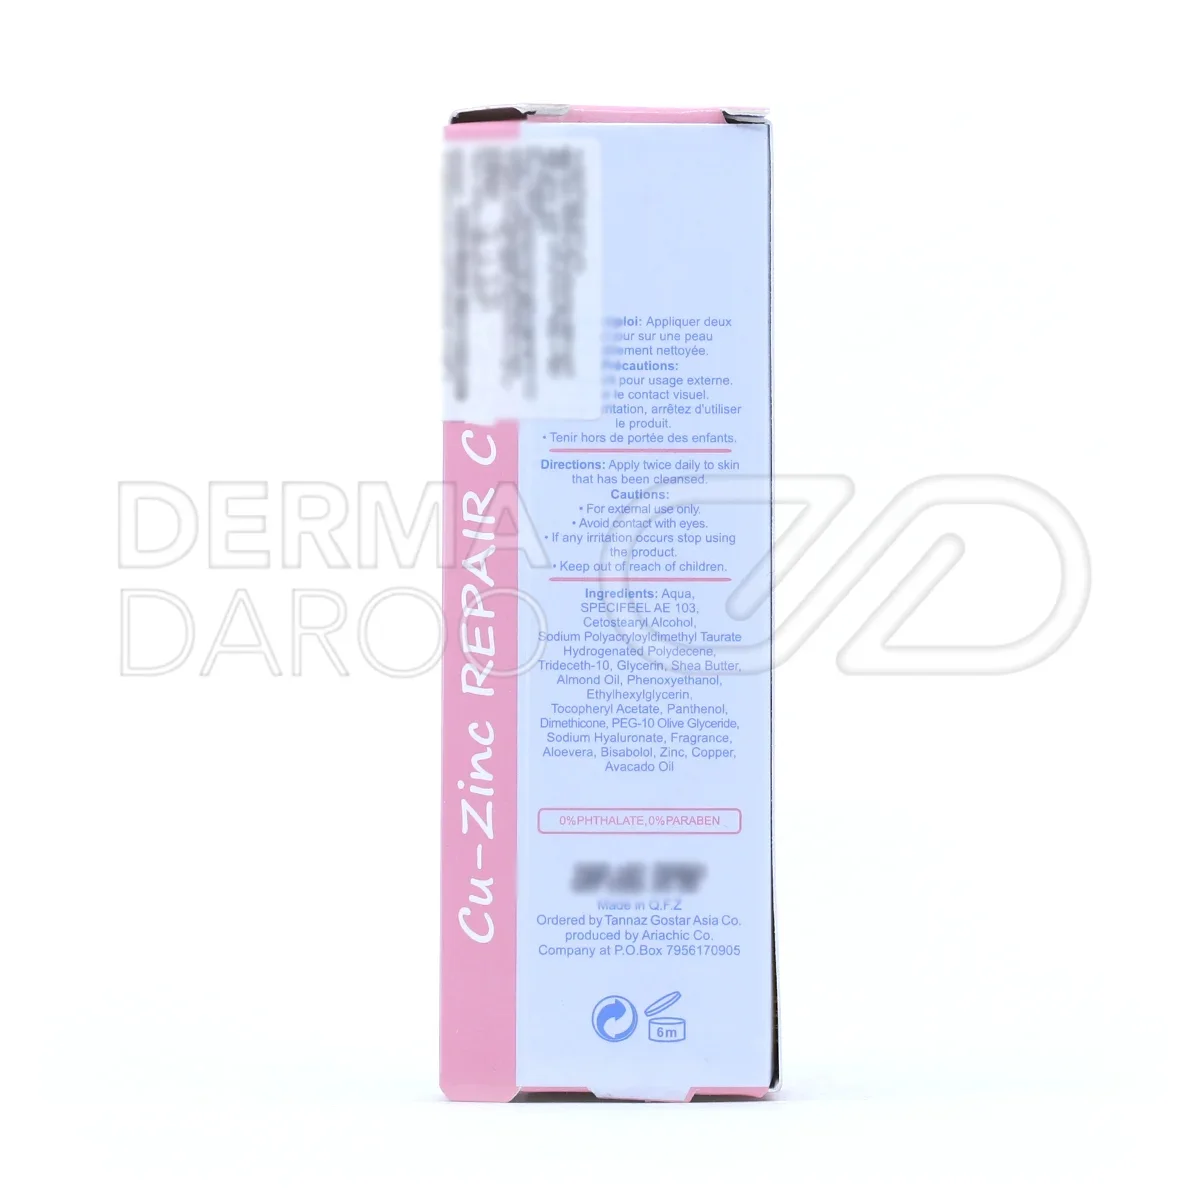 Cu-Zinc REPAIR C
Appliquer deux
sur une peau
nettoyée.
Précautions:
pour usage externe.
le contact visuel.
arrêtez d'utiliser
le produit.
• Tenir hors de portée des enfants.
Directions: Apply twice daily to skin
that has been cleansed.
Cautions:
• For external use only.
• Avoid contact with eyes.
• If any irritation occurs stop using
the product.
• Keep out of reach of children.
Ingredients: Aqua,
SPECIFEEL AE 103,
Cetostearyl Alcohol,
Sodium Polyacryloyldimethyl Taurate
Hydrogenated Polydecene,
Trideceth-10, Glycerin, Shea Butter,
Almond Oil, Phenoxyethanol,
Ethylhexylglycerin,
Tocopheryl Acetate, Panthenol,
Dimethicone, PEG-10 Olive Glyceride,
Sodium Hyaluronate, Fragrance,
Aloevera, Bisabolol, Zinc, Copper,
Avacado Oil
0%PHTHALATE,0%PARABEN
Made in Q.F.Z
Ordered by Tannaz Gostar Asia Co.
produced by Ariachic Co.
Company at P.O.Box 7956170905
6m
DERMA
DAROO